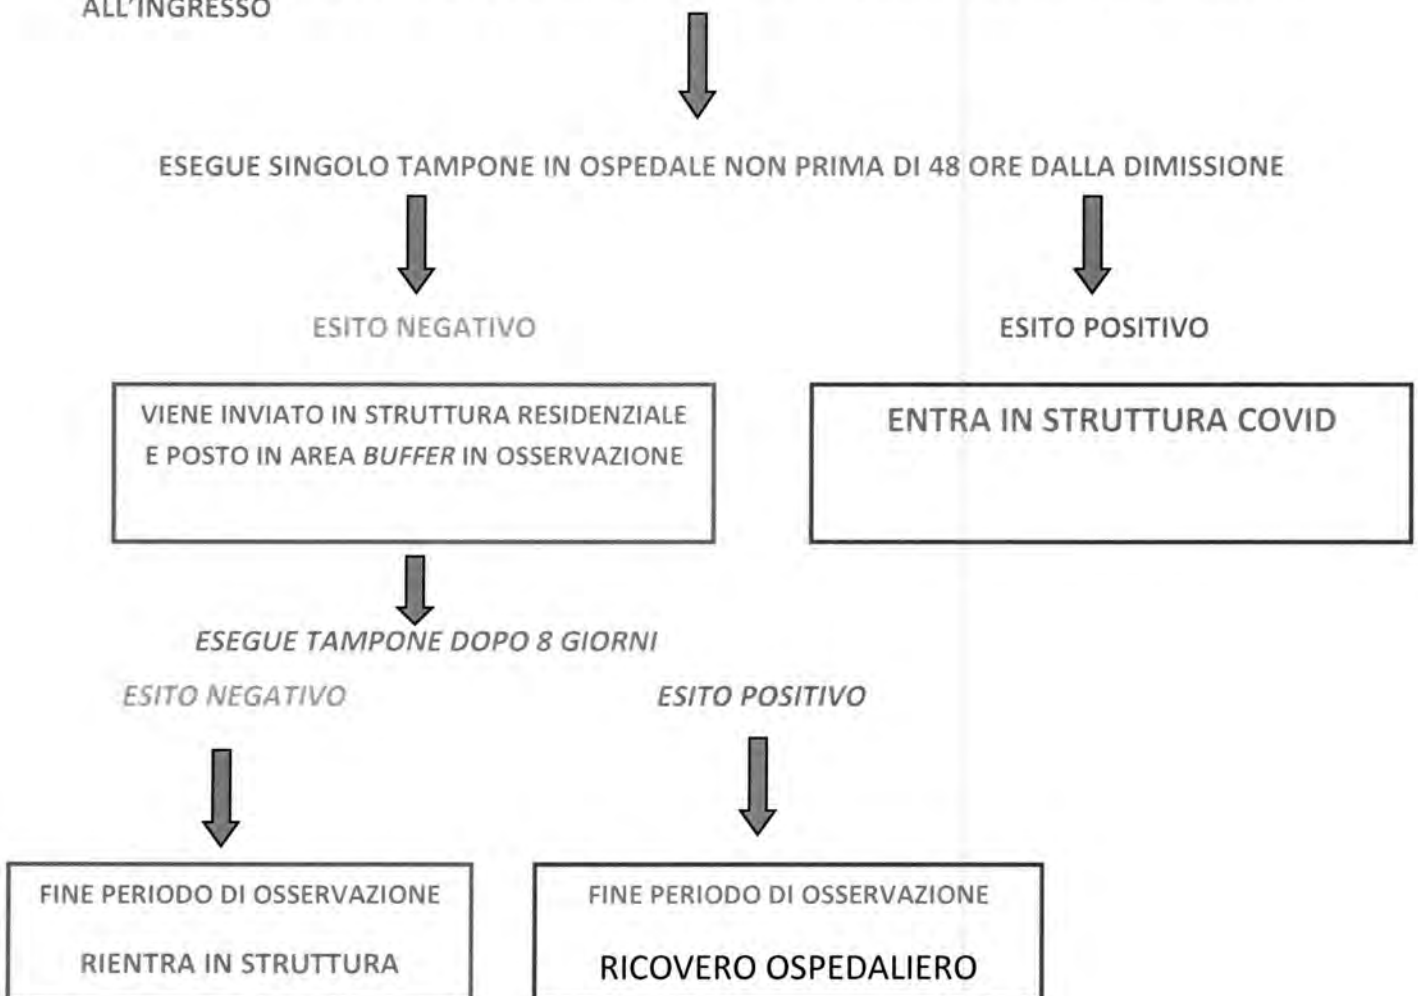 ALL'INGRESSO
ESEGUE SINGOLO TAMPONE IN OSPEDALE NON PRIMA DI 48 ORE DALLA DIMISSIONE
ESITO NEGATIVO
ESITO POSITIVO
VIENE INVIATO IN STRUTTURA RESIDENZIALE
E POSTO IN AREA BUFFER IN OSSERVAZIONE
ENTRA IN STRUTTURA COVID
ESEGUE TAMPONE DOPO 8 GIORNI
ESITO NEGATIVO
ESITO POSITIVO
FINE PERIODO DI OSSERVAZIONE
RIENTRA IN STRUTTURA
FINE PERIODO DI OSSERVAZIONE
RICOVERO OSPEDALIERO